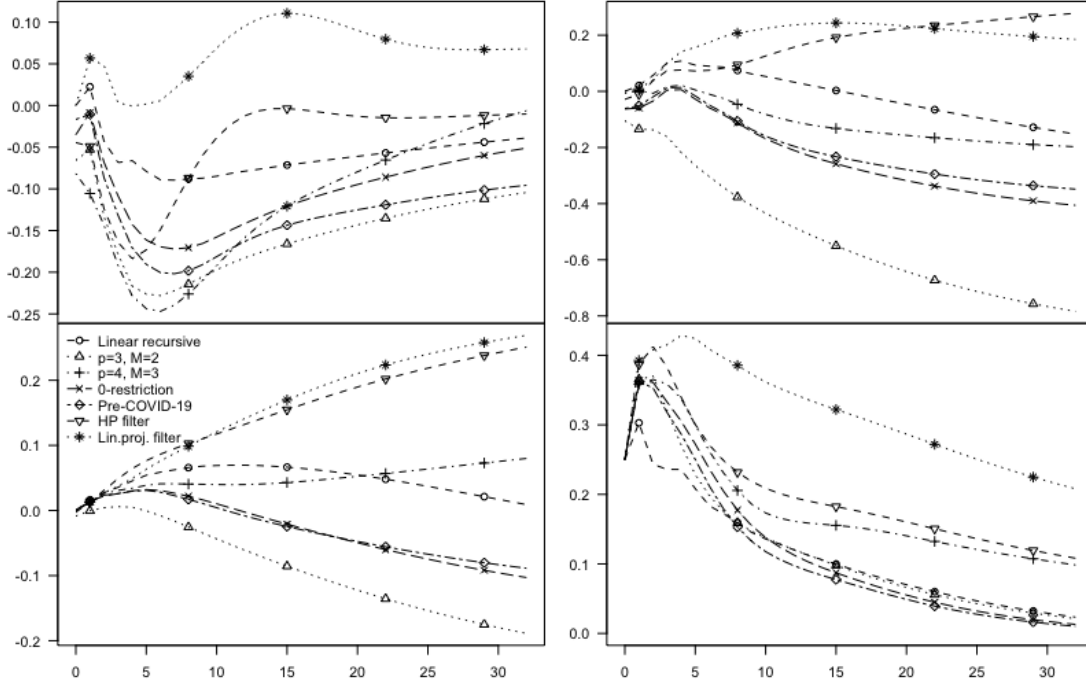 0.10
0.05
0.00
-0.05
-0.10
-0.15
-0.20
-0.25
0.2
0.0
-0.2
-0.4
-0.6
-0.8
Linear recursive
p=3, M=2
p=4, M=3
0-restriction
Pre-COVID-19
HP filter
Lin.proj. filter
0.2
0.1
0.0
-0.1
-0.2
0 5 10 15 20 25 30
0.4
0.3
0.2
0.1
0.0
0 5 10 15 20 25 30